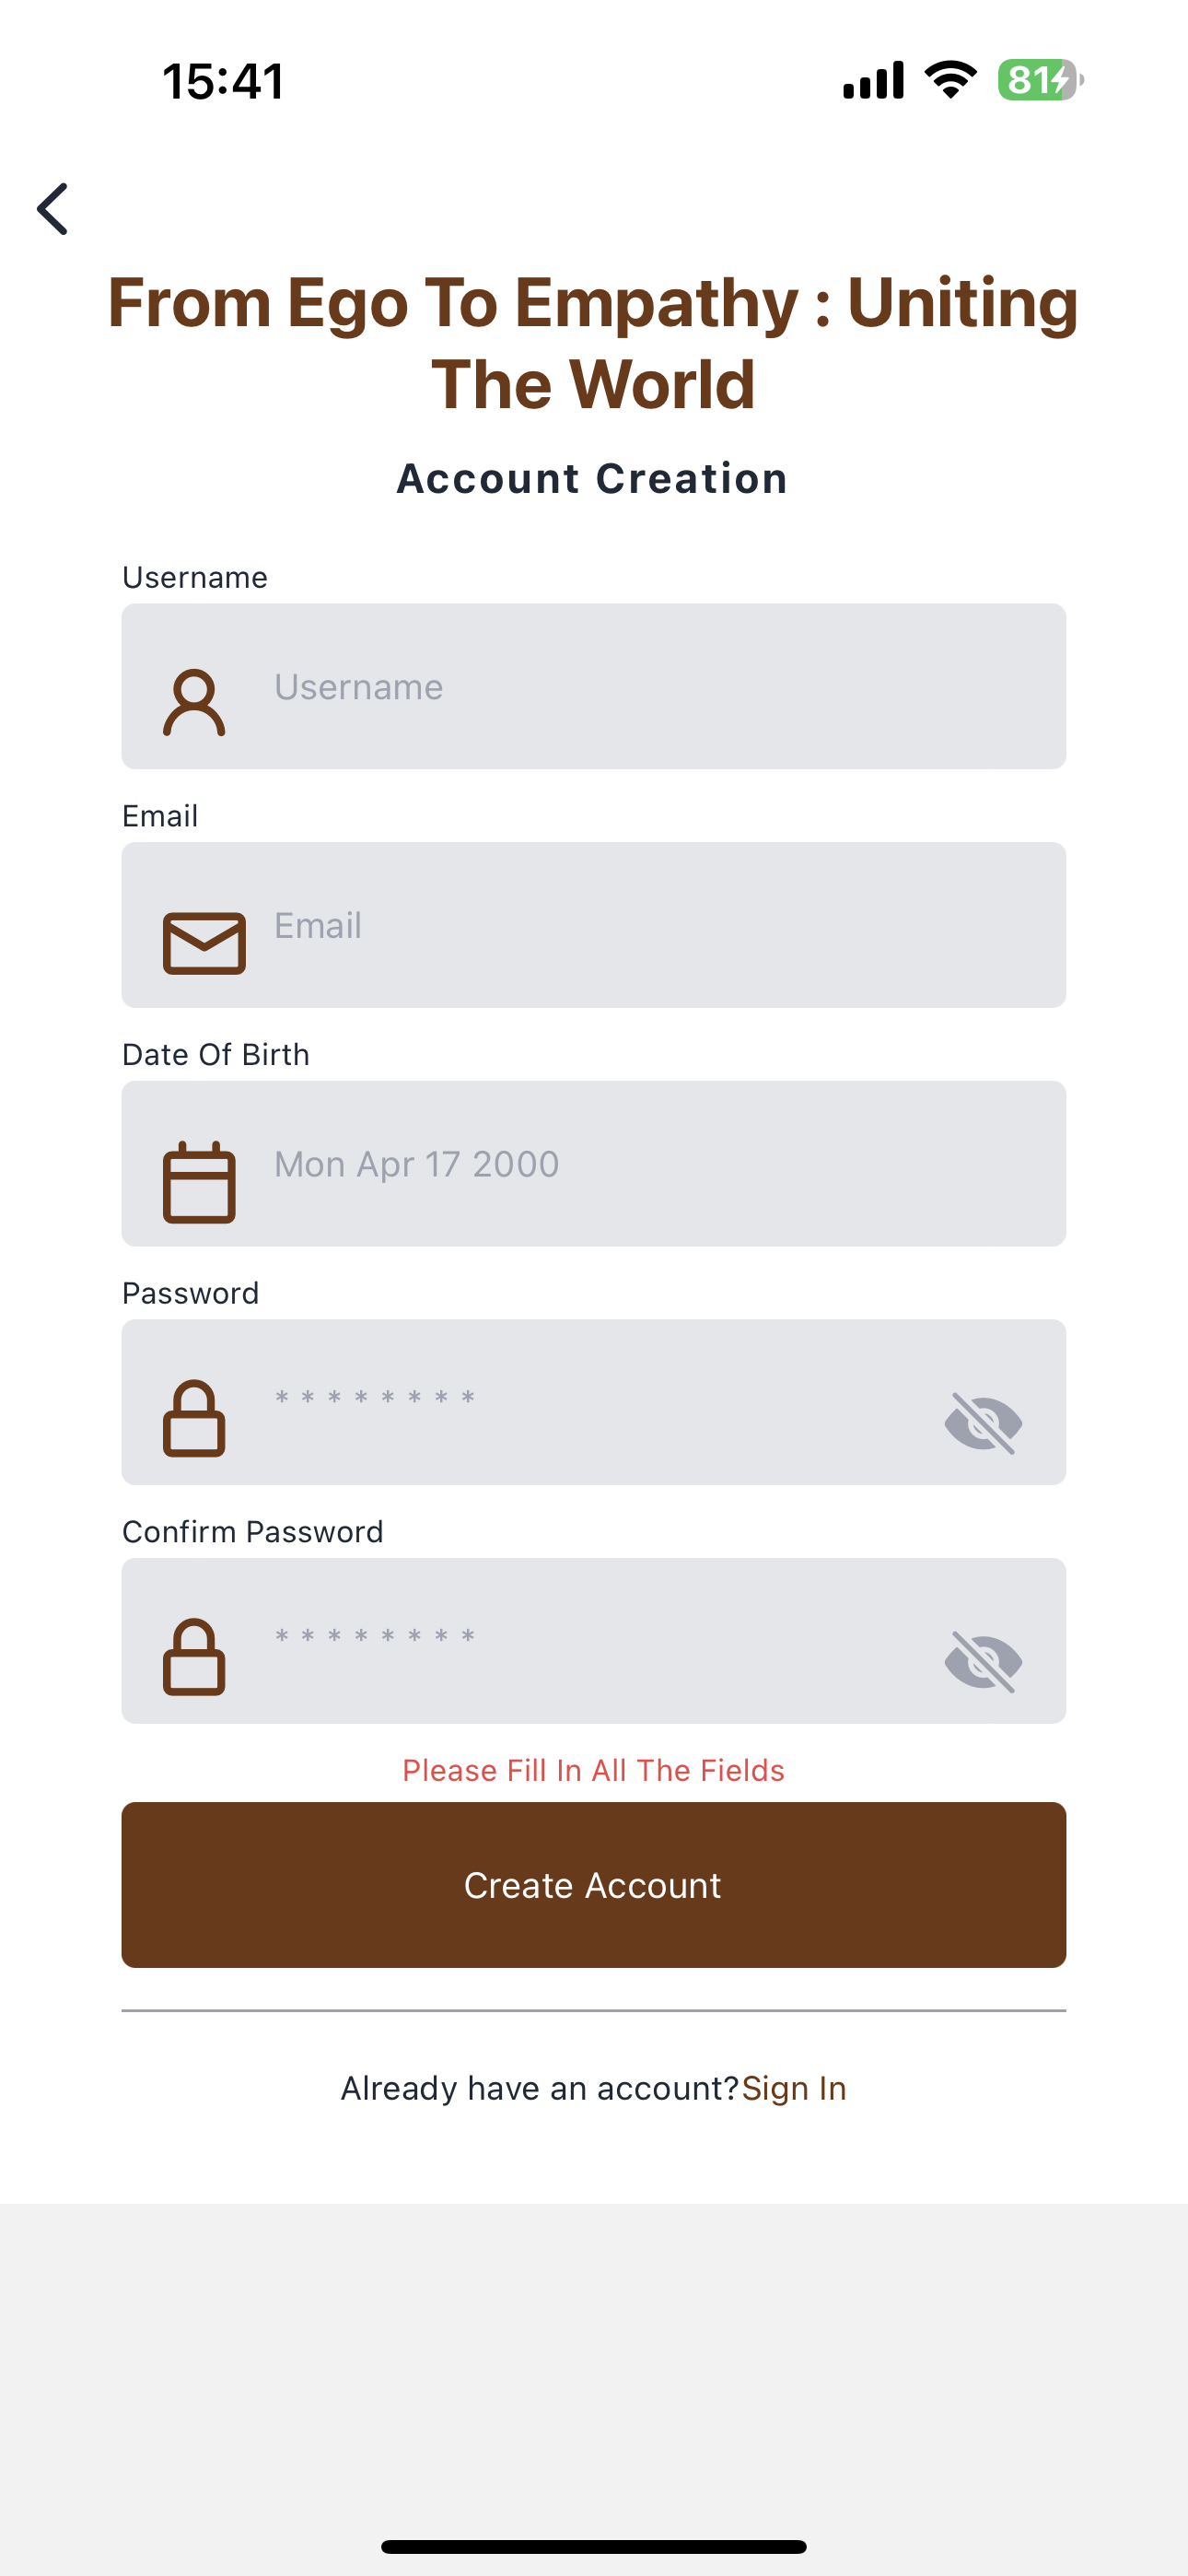 15:41
81
From Ego To Empathy : Uniting
The World
Account Creation
Username
Username
Email
Email
Date Of Birth
Mon Apr 17 2000
Password
* * * * * * * *
Confirm Password
* * * * * * * *
Please Fill In All The Fields
Create Account
Already have an account?Sign In